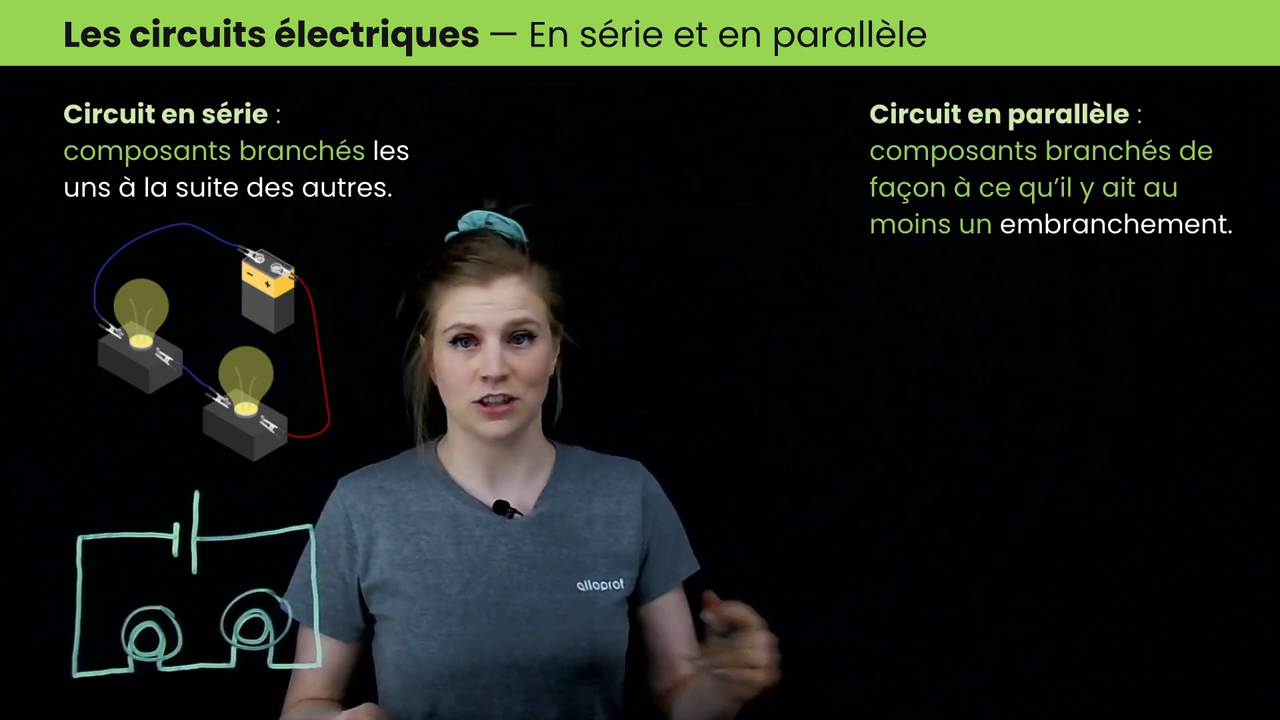 Les circuits électriques — En série et en parallèle
Circuit en série :
composants branchés les
uns à la suite des autres.
Circuit en parallèle :
composants branchés de
façon à ce qu’il y ait au
moins un embranchement.
- +
alloprof